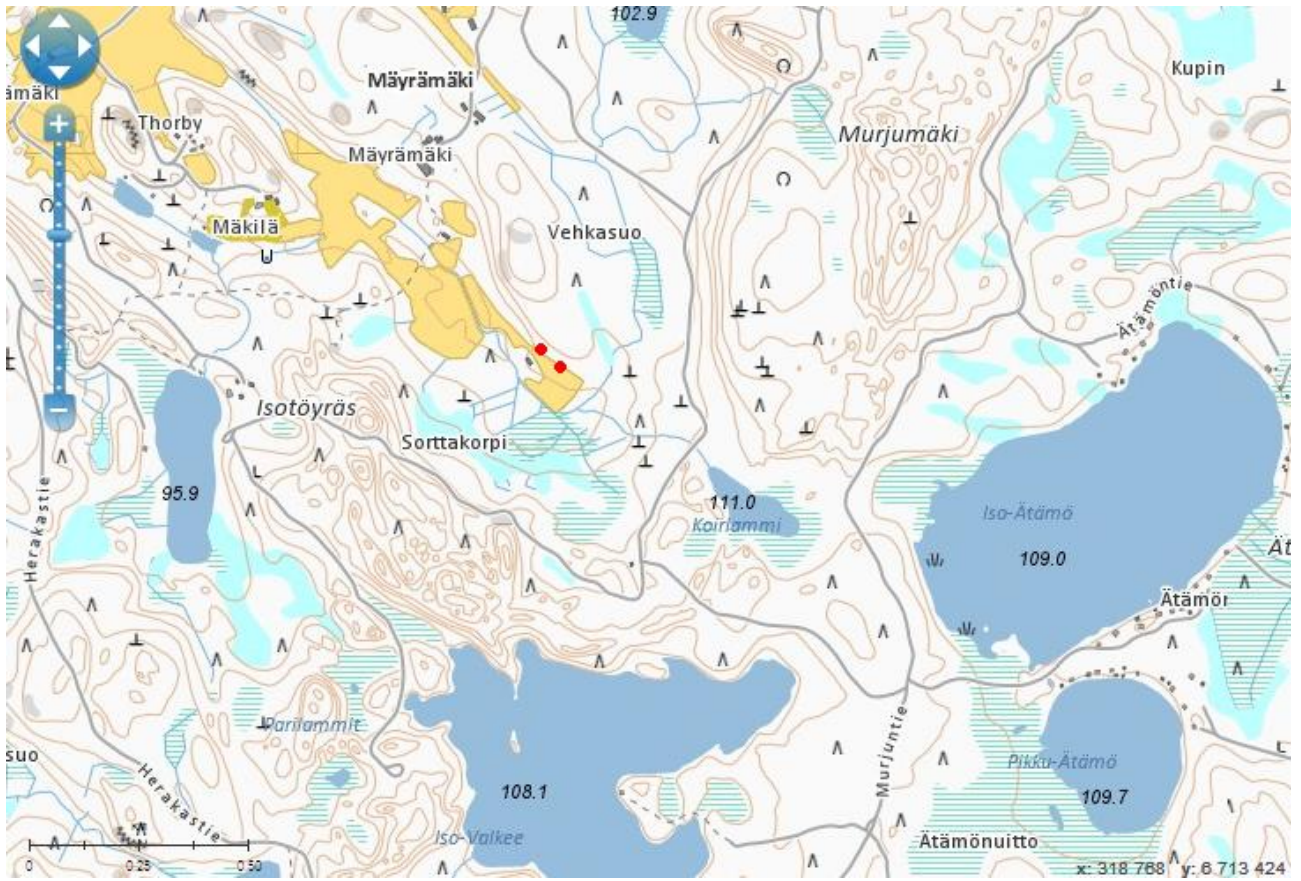 102.9
Kupin
Mäyrämäki
ämäki
Thorby
Murjumäki
Mäyrämäki
Mäkilä
Vehkasuo
Ätämöntie
Isotöyräs
Sorttakorpi
95.9
111.0
Koirlammi
Iso-Ätämö
109.0
Ät
Herakastie
Ätämör
Parilammit
suo
Murjuntie
Pikku-Ätämö
108.1
109.7
Herakastie
Iso-Valkee
Ätämönuitto
0 0.25 0.50
x: 318 768 y: 6 713 424